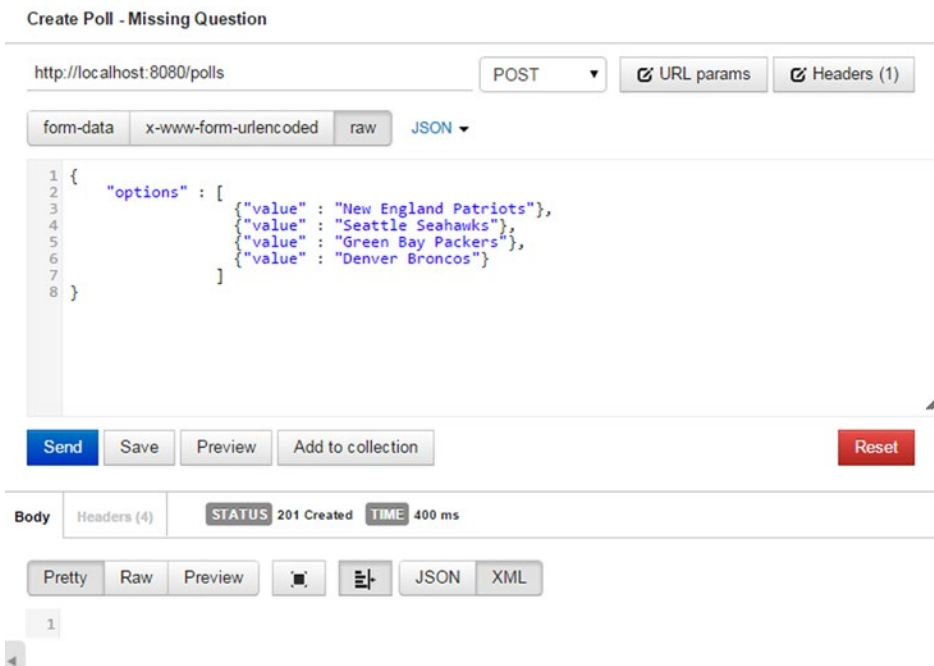 Create Poll - Missing Question
http://localhost:8080/polls POST URL params Headers (1)
form-data x-www-form-urlencoded raw JSON
1 {
2 "options" : [
3 {"value" : "New England Patriots"},
4 {"value" : "Seattle Seahawks"},
5 {"value" : "Green Bay Packers"},
6 {"value" : "Denver Broncos"}
7 ]
8 }
Send Save Preview Add to collection Reset
Body Headers (4) STATUS 201 Created TIME 400 ms
Pretty Raw Preview JSON XML
1